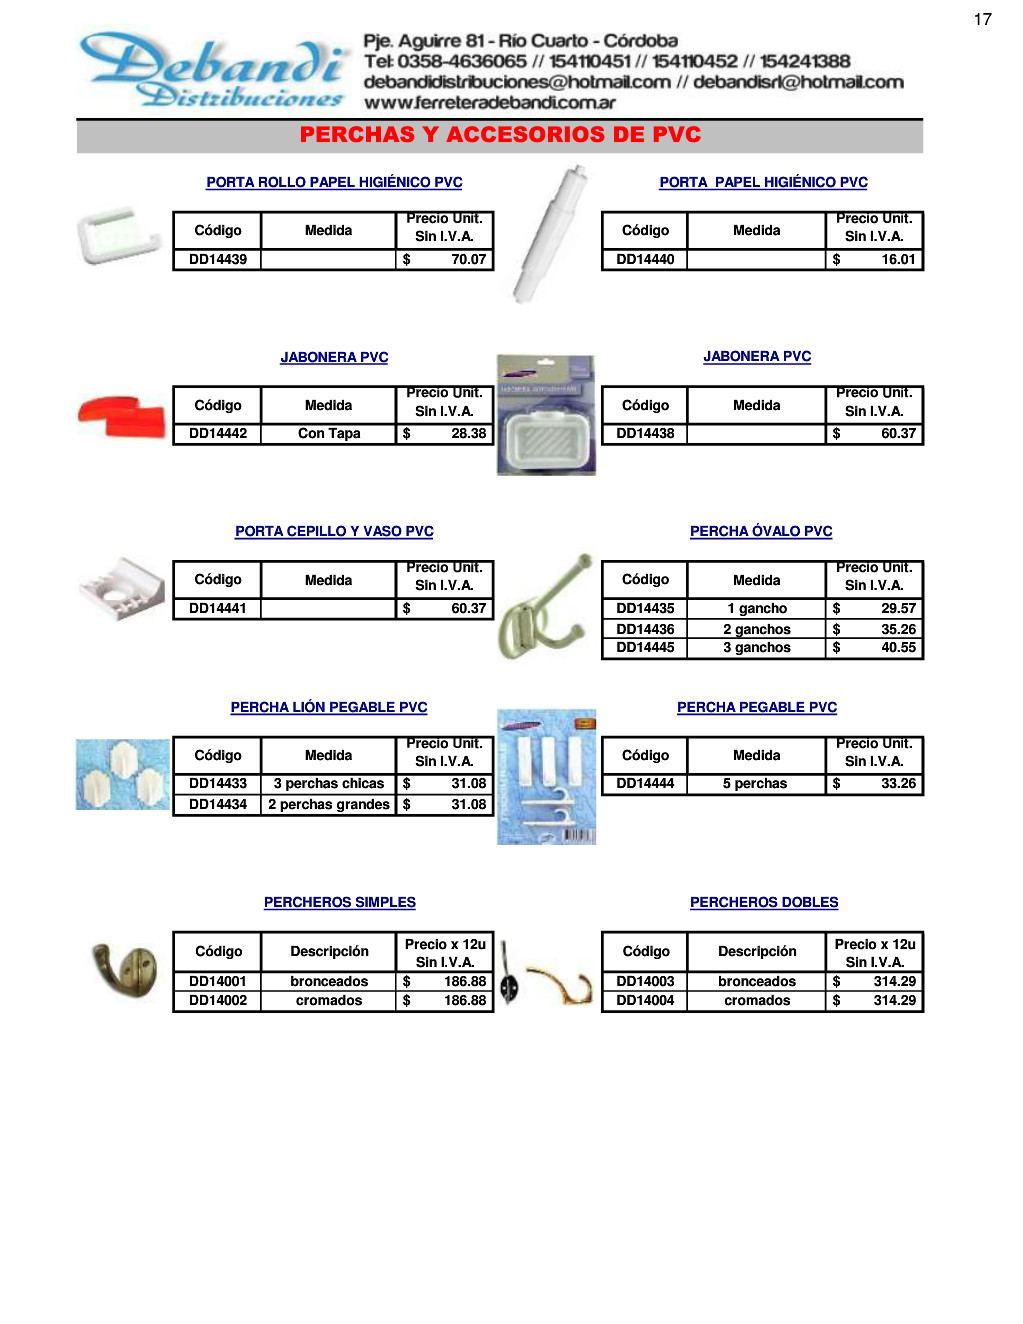 17
Debandi
Distribuciones
Pje. Aguirre 81 - Río Cuarto - Córdoba
Tel: 0358-4636065 // 154110451 // 154110452 // 154241388
debandidistribuciones@hotmail.com // debandisrl@hotmail.com
www.ferreteradebandi.com.ar
PERCHAS Y ACCESORIOS DE PVC
PORTA ROLLO PAPEL HIGIÉNICO PVC
Código Medida Precio Unit. Sin I.V.A.
DD14439 $ 70.07
PORTA PAPEL HIGIÉNICO PVC
Código Medida Precio Unit. Sin I.V.A.
DD14440 $ 16.01
JABONERA PVC
Código Medida Precio Unit. Sin I.V.A.
DD14442 Con Tapa $ 28.38
JABONERA PVC
Código Medida Precio Unit. Sin I.V.A.
DD14438 $ 60.37
PORTA CEPILLO Y VASO PVC
Código Medida Precio Unit. Sin I.V.A.
DD14441 $ 60.37
PERCHA ÓVALO PVC
Código Medida Precio Unit. Sin I.V.A.
DD14435 1 gancho $ 29.57
DD14436 2 ganchos $ 35.26
DD14445 3 ganchos $ 40.55
PERCHA LIÓN PEGABLE PVC
Código Medida Precio Unit. Sin I.V.A.
DD14433 3 perchas chicas $ 31.08
DD14434 2 perchas grandes $ 31.08
PERCHA PEGABLE PVC
Código Medida Precio Unit. Sin I.V.A.
DD14444 5 perchas $ 33.26
PERCHEROS SIMPLES
Código Descripción Precio x 12u Sin I.V.A.
DD14001 bronceados $ 186.88
DD14002 cromados $ 186.88
PERCHEROS DOBLES
Código Descripción Precio x 12u Sin I.V.A.
DD14003 bronceados $ 314.29
DD14004 cromados $ 314.29